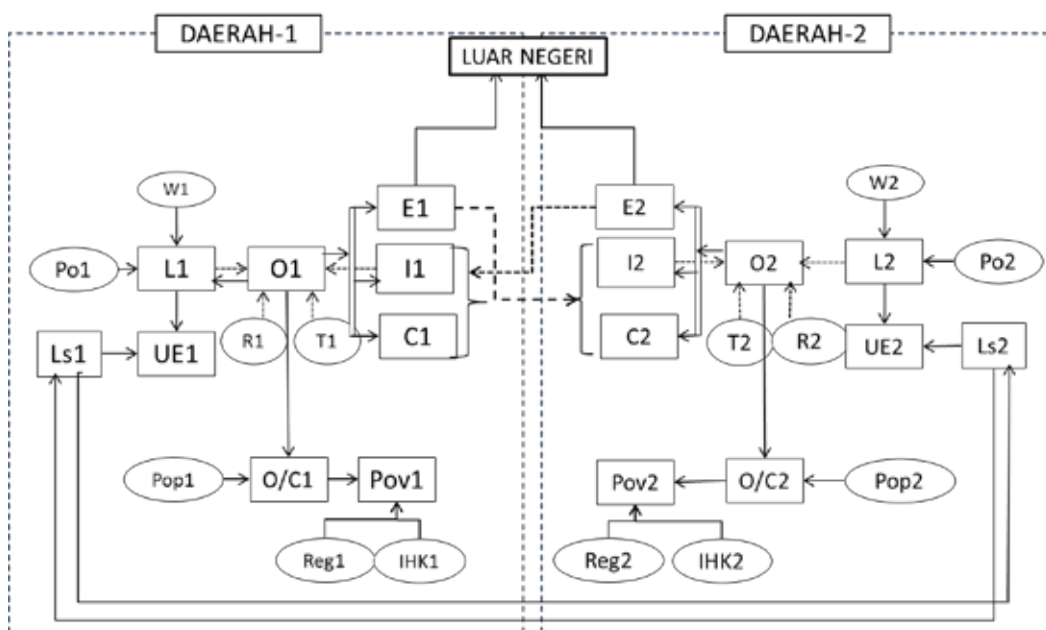 DAERAH-1
DAERAH-2
LUAR NEGERI
W1
W2
E1
E2
Po1
L1
O1
I1
I2
O2
L2
Po2
R1
T1
C1
C2
T2
R2
Ls1
UE1
UE2
Ls2
Pop1
O/C1
Pov1
Pov2
O/C2
Pop2
Reg1
IHK1
Reg2
IHK2